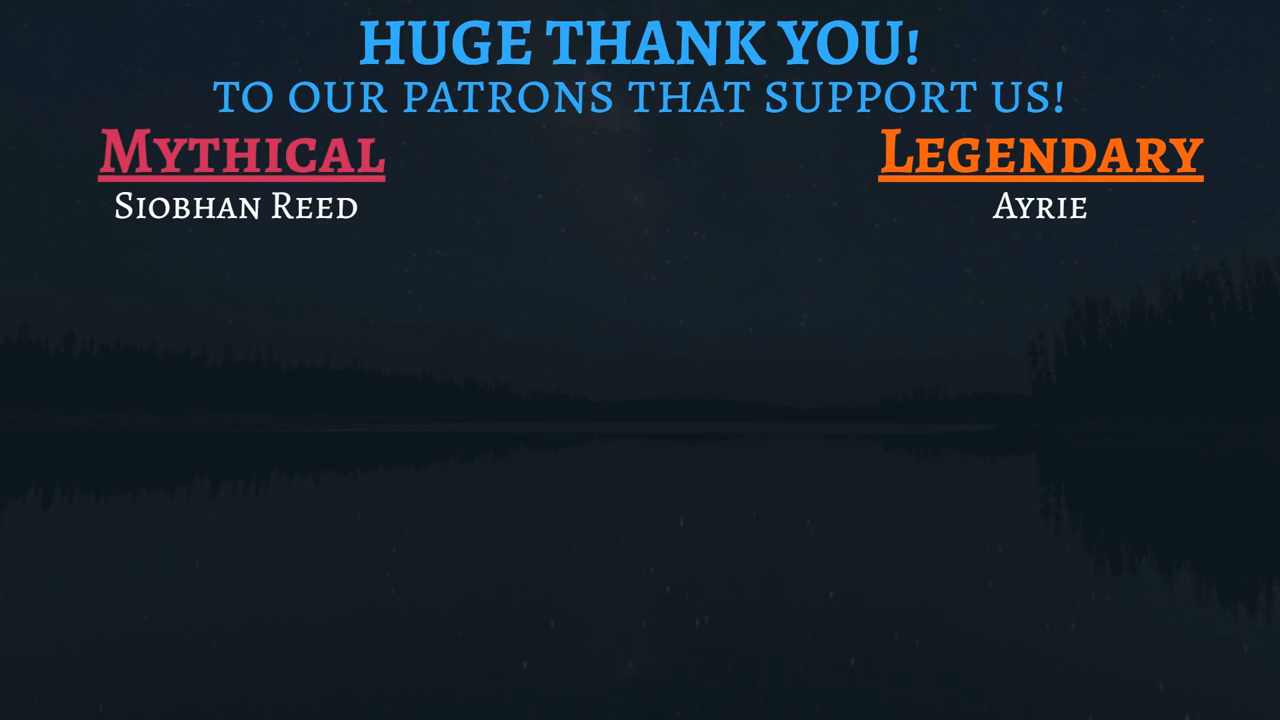 HUGE THANK YOU!
TO OUR PATRONS THAT SUPPORT US!
MYTHICAL
LEGENDARY
SIOBHAN REED
AYRIE